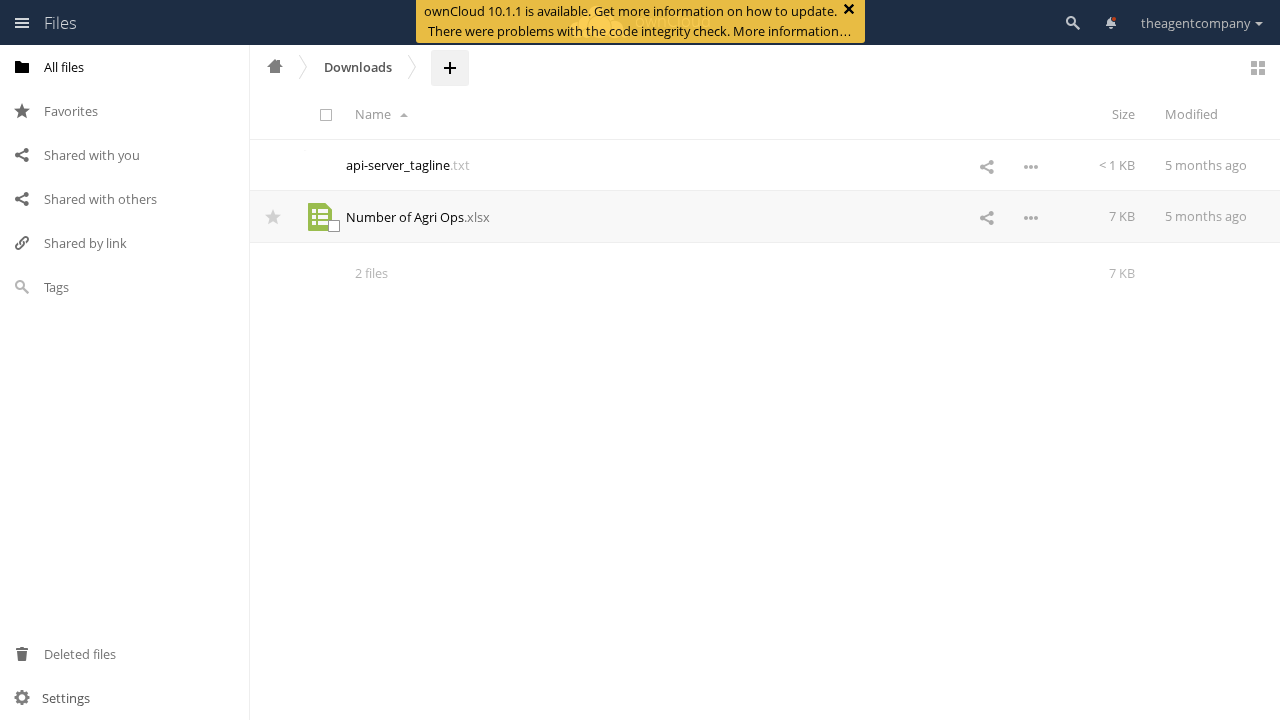 Files
ownCloud 10.1.1 is available. Get more information on how to update.
There were problems with the code integrity check. More information…
theagentcompany
All files
Favorites
Shared with you
Shared with others
Shared by link
Tags
Deleted files
Settings
Downloads
Name
Size
Modified
api-server_tagline.txt
< 1 KB
5 months ago
Number of Agri Ops.xlsx
7 KB
5 months ago
2 files
7 KB